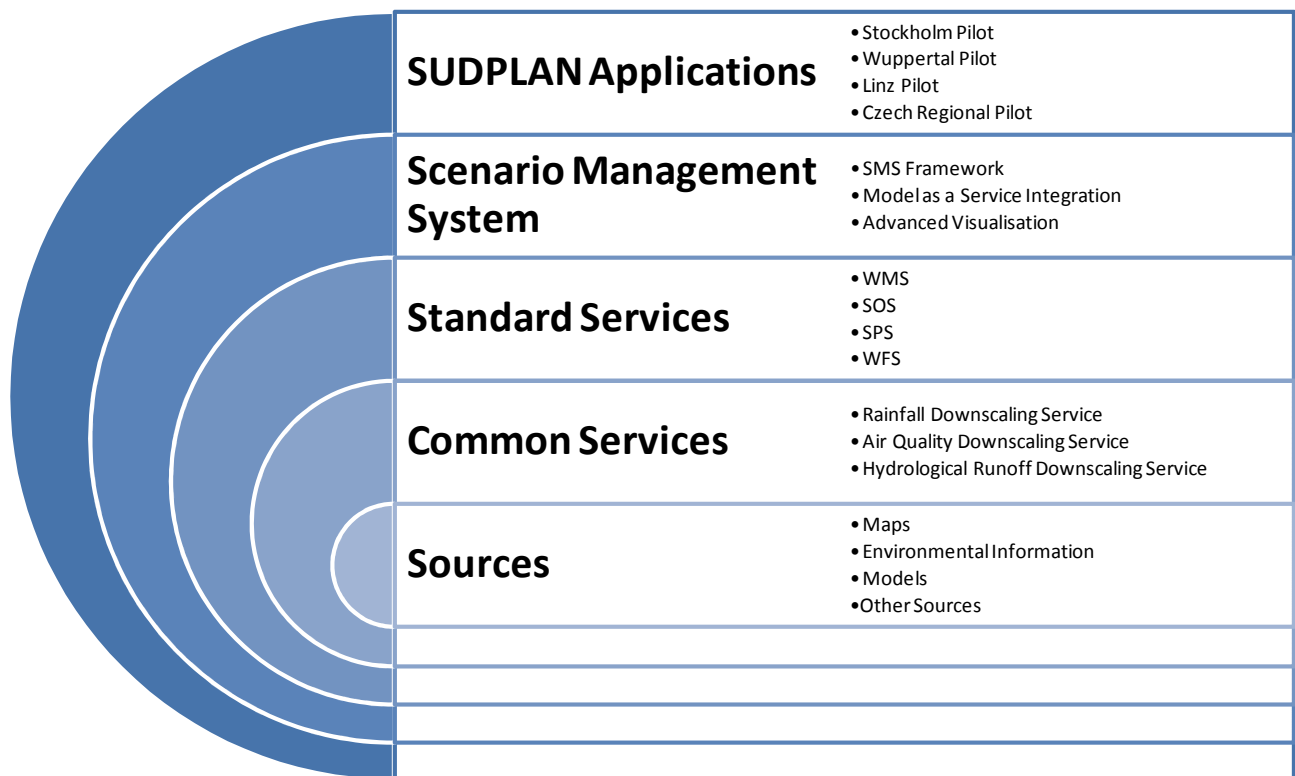 SUDPLAN Applications
•Stockholm Pilot
•Wuppertal Pilot
•Linz Pilot
•Czech Regional Pilot
Scenario Management
System
•SMS Framework
•Model as a Service Integration
•Advanced Visualisation
Standard Services
•WMS
•SOS
•SPS
•WFS
Common Services
•Rainfall Downscaling Service
•Air Quality Downscaling Service
•Hydrological Runoff Downscaling Service
Sources
•Maps
•Environmental Information
•Models
•Other Sources